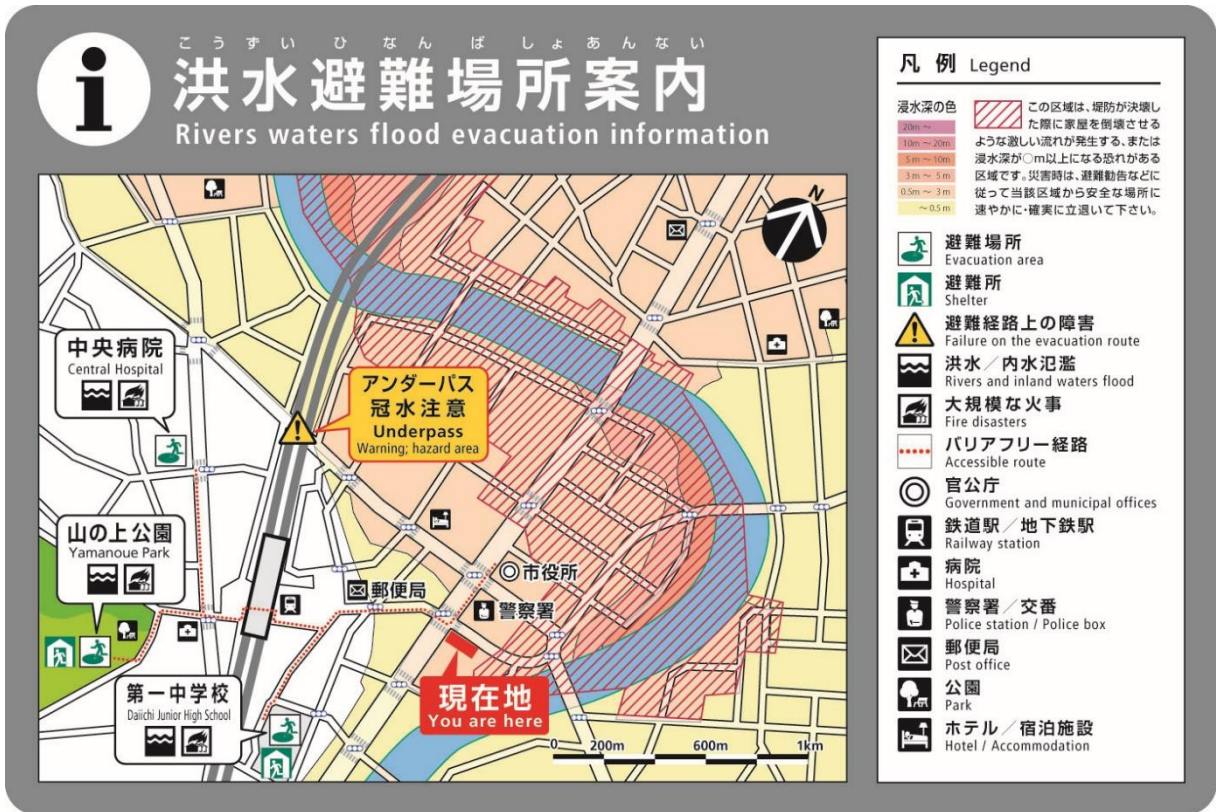 こうずいひなんばしょあんない
洪水避難場所案内
Rivers waters flood evacuation information
N
中央病院
Central Hospital
アンダーパス
冠水注意
Underpass
Warning; hazard area
山の上公園
Yamanoue Park
郵便局
市役所
警察署
第一中学校
Daiichi Junior High School
現在地
You are here
0 200m 600m 1km
凡例 Legend
浸水深の色
20m ~
10m ~ 20m
5m ~ 10m
3m ~ 5m
0.5m ~ 3m
~0.5m
この区域は、堤防が決壊し
た際に家屋を倒壊させる
ような激しい流れが発生する、または
浸水深が○m以上になる恐れがある
区域です。災害時は、避難勧告などに
従って当該区域から安全な場所に
速やかに・確実に立退いて下さい。
避難場所
Evacuation area
避難所
Shelter
避難経路上の障害
Failure on the evacuation route
洪水／内水氾濫
Rivers and inland waters flood
大規模な火事
Fire disasters
バリアフリー経路
Accessible route
官公庁
Government and municipal offices
鉄道駅／地下鉄駅
Railway station
病院
Hospital
警察署／交番
Police station / Police box
郵便局
Post office
公園
Park
ホテル／宿泊施設
Hotel / Accommodation